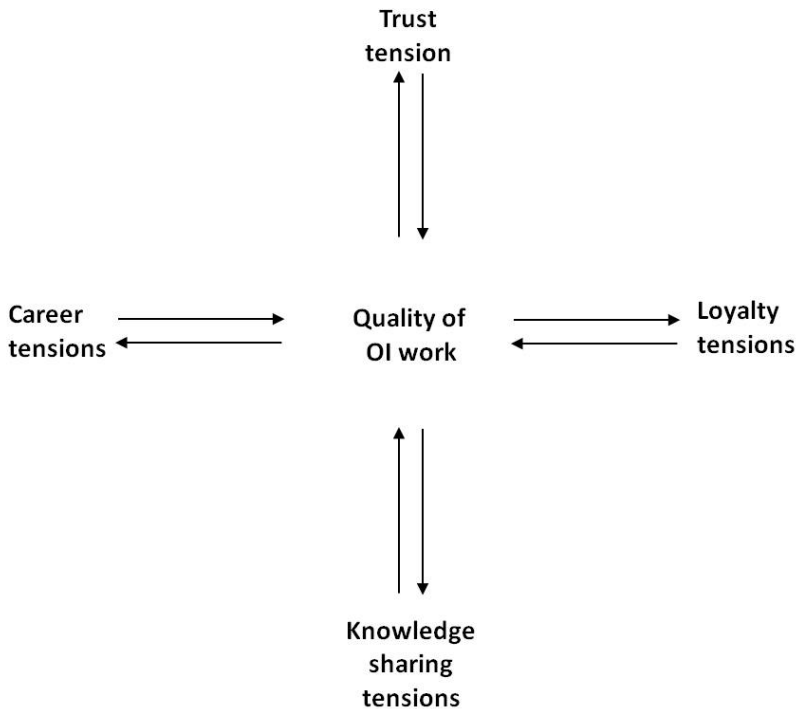 Trust
tension
Career
tensions
Quality of
OI work
Loyalty
tensions
Knowledge
sharing
tensions